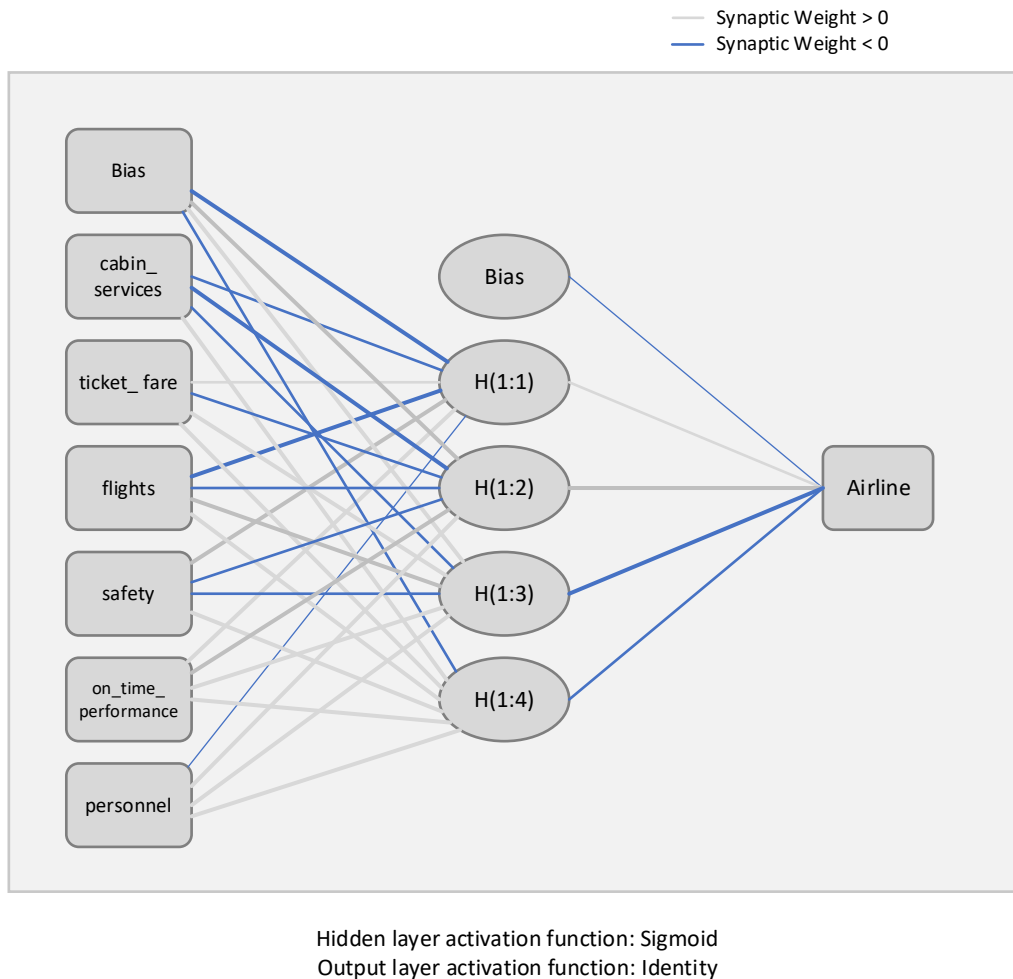 Synaptic Weight > 0
Synaptic Weight < 0
Bias
cabin_
services
ticket_ fare
flights
safety
on_time_
performance
personnel
Bias
H(1:1)
H(1:2)
H(1:3)
H(1:4)
Airline
Hidden layer activation function: Sigmoid
Output layer activation function: Identity